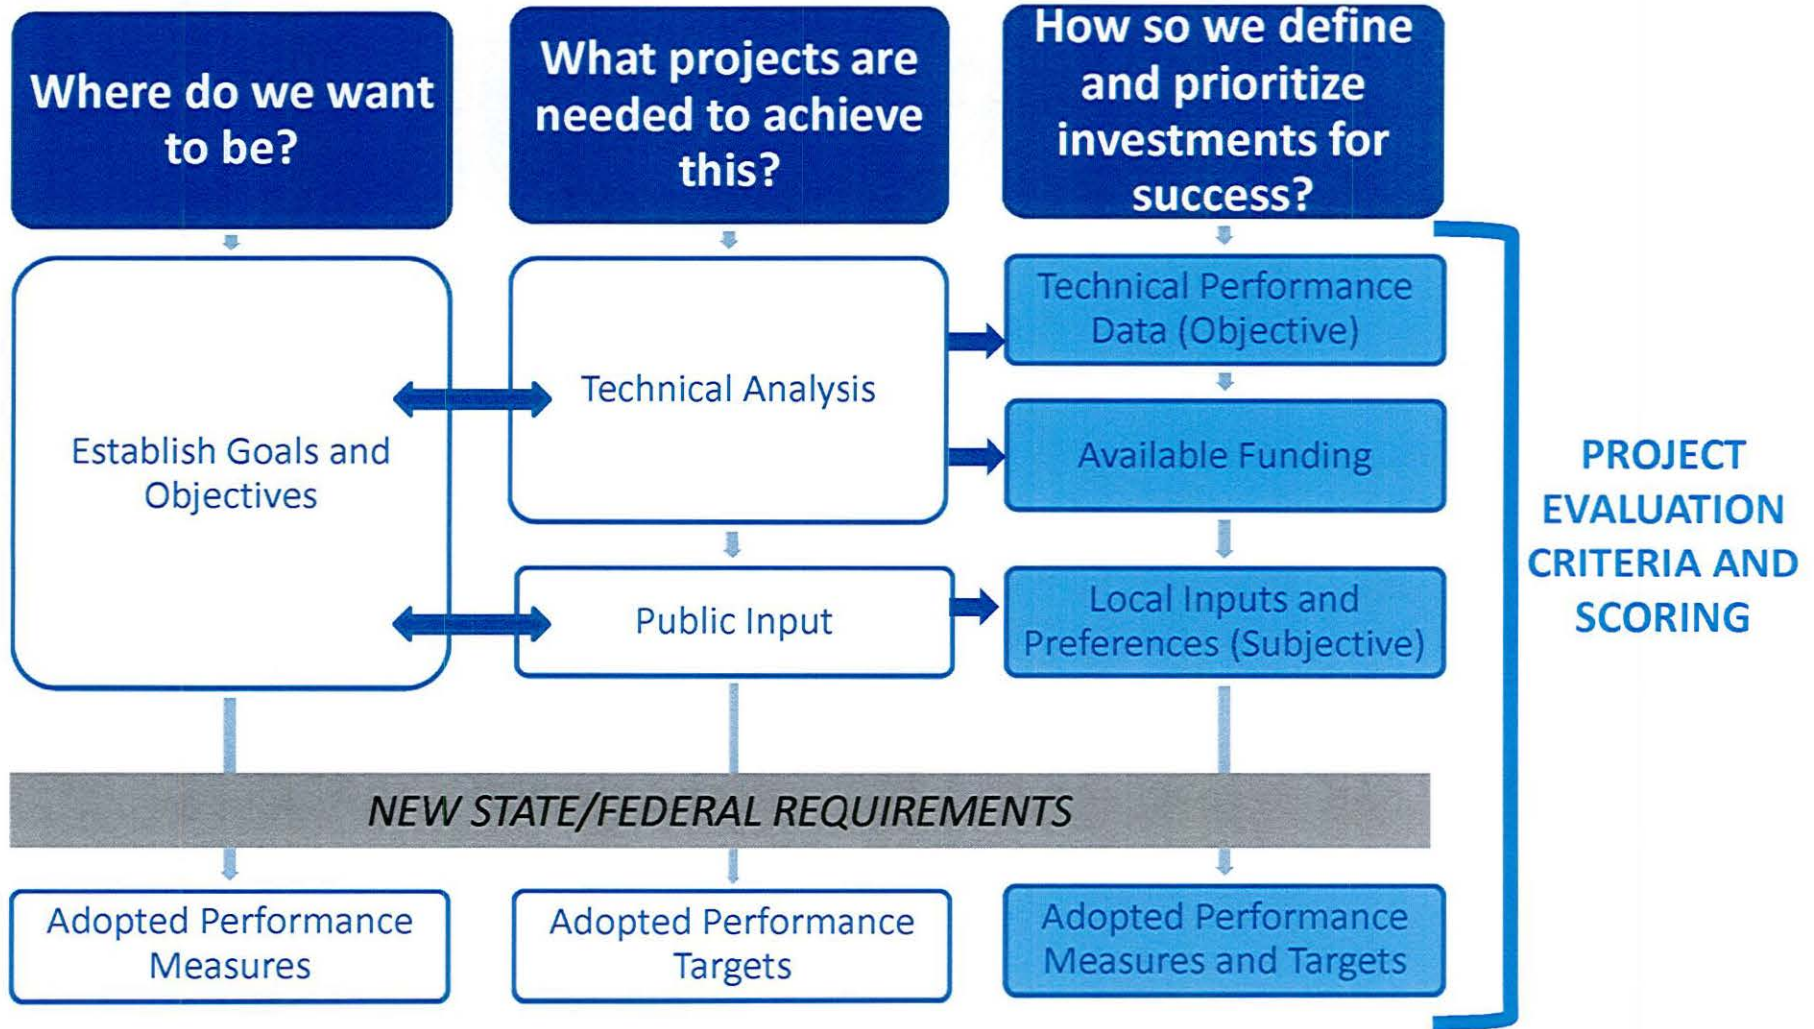 Where do we want
to be?
What projects are
needed to achieve
this?
How so we define
and prioritize
investments for
success?
Establish Goals and
Objectives
Technical Analysis
Public Input
Technical Performance
Data (Objective)
Available Funding
Local Inputs and
Preferences (Subjective)
PROJECT
EVALUATION
CRITERIA AND
SCORING
NEW STATE/FEDERAL REQUIREMENTS
Adopted Performance
Measures
Adopted Performance
Targets
Adopted Performance
Measures and Targets